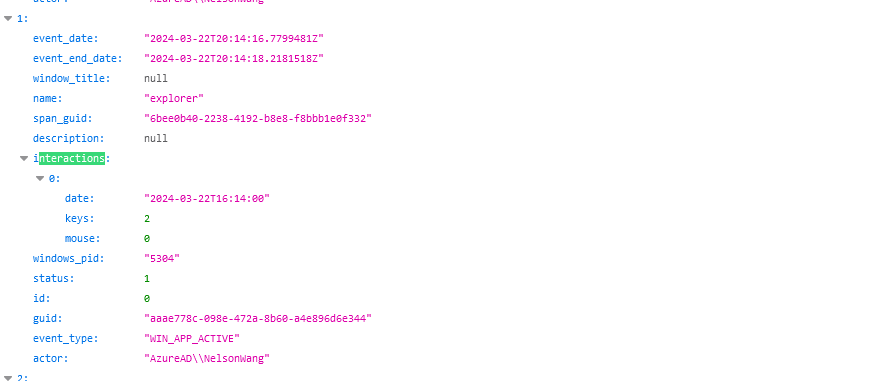 actor: "AzureAD\\NelsonWang"
1:
event_date: "2024-03-22T20:14:16.7799481Z"
event_end_date: "2024-03-22T20:14:18.2181518Z"
window_title: null
name: "explorer"
span_guid: "6bee0b40-2238-4192-b8e8-f8bbb1e0f332"
description: null
interactions:
0:
date: "2024-03-22T16:14:00"
keys: 2
mouse: 0
windows_pid: "5304"
status: 1
id: 0
guid: "aaae778c-098e-472a-8b60-a4e896d6e344"
event_type: "WIN_APP_ACTIVE"
actor: "AzureAD\\NelsonWang"
2: